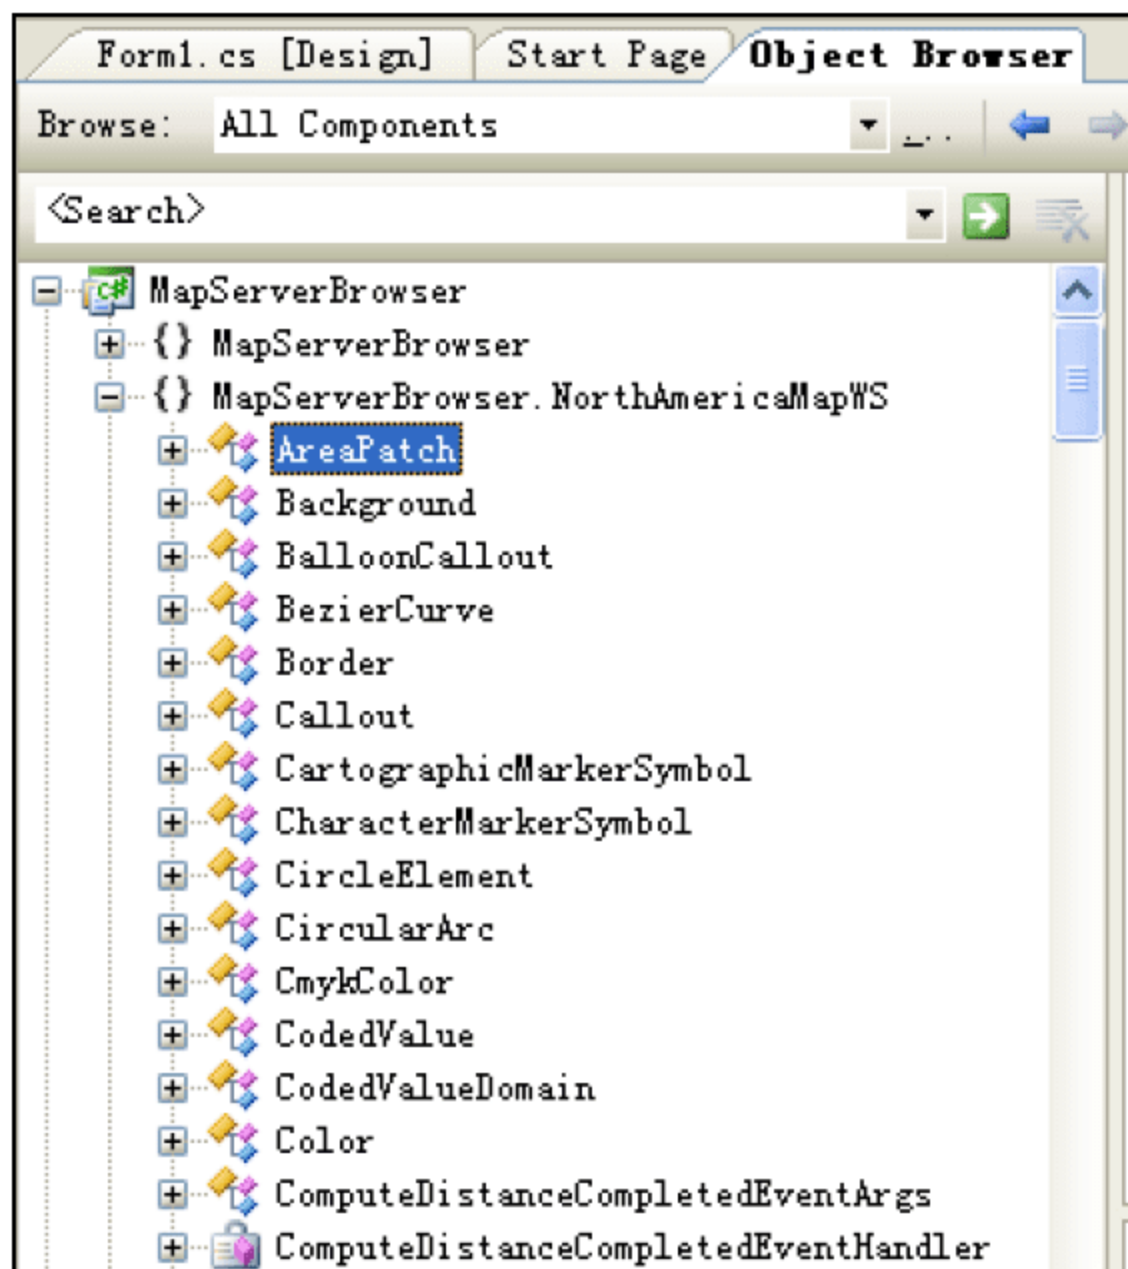 Form1.cs [Design] Start Page Object Browser
Browse: All Components ...
<Search>
C# MapServerBrowser
{} MapServerBrowser
{} MapServerBrowser.NorthAmericaMapWS
AreaPatch
Background
BalloonCallout
BezierCurve
Border
Callout
CartographicMarkerSymbol
CharacterMarkerSymbol
CircleElement
CircularArc
CmykColor
CodedValue
CodedValueDomain
Color
ComputeDistanceCompletedEventArgs
ComputeDistanceCompletedEventHandler